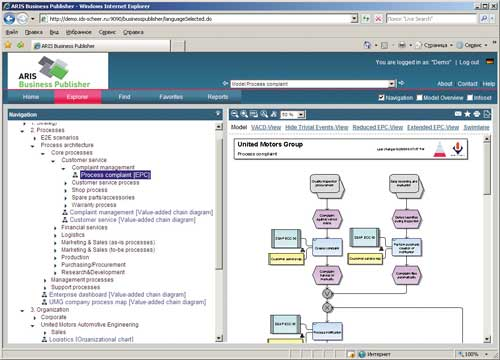 ARIS Business Publisher - Windows Internet Explorer
http://demo.ids-scheer.ru:9090/businesspublisher/languageSelected.do
Live Search
Файл Правка Вид Избранное Сервис Справка
ARIS Business Publisher
Страница Сервис
ARIS
Business Publisher
You are logged in as: "Demo" | Log out
Model:Process complaint
About Contact Help
Home Explorer Find Favorites Reports
Navigation Model Overview Infoset
Navigation
50 %
1. Strategy
2. Processes
E2E scenarios
Process architecture
Core processes
Customer service
Complaint management
Process complaint [EPC]
Customer service process
Shop process
Spare parts/accessories
Warranty process
Complaint management [Value-added chain diagram]
Customer service [Value-added chain diagram]
Financial services
Logistics
Marketing & Sales (as-is processes)
Marketing & Sales (to-be processes)
Production
Purchasing/Procurement
Research&Development
Management processes
Support processes
Enterprise dashboard [Value-added chain diagram]
UMG company process map [Value-added chain diagram]
3. Organization
Corporate
United Motors Automotive Engineering
Sales
Logistics [Organizational chart]
Model VACD-View Hide Trivial Events-View Reduced EPC-View Extended EPC-View Swimlane
United Motors Group
Process complaint
Интернет
100%